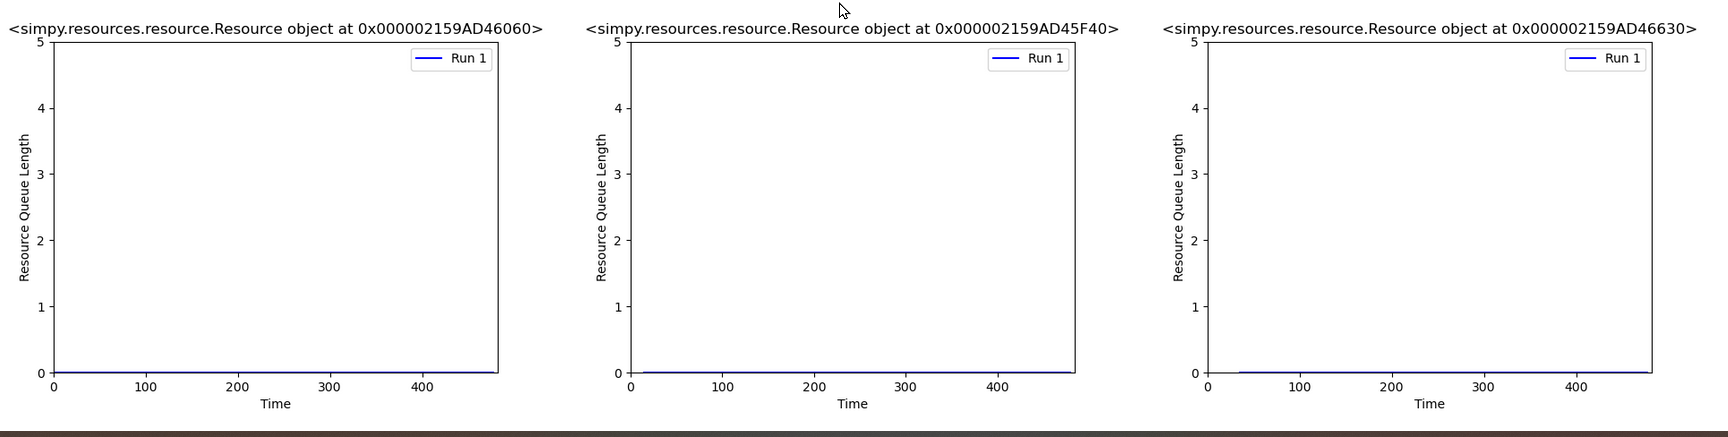 <simpy.resources.resource.Resource object at 0x000002159AD46060>
Run 1
5
4
3
2
1
0
Resource Queue Length
0 100 200 300 400
Time
<simpy.resources.resource.Resource object at 0x000002159AD45F40>
Run 1
5
4
3
2
1
0
Resource Queue Length
0 100 200 300 400
Time
<simpy.resources.resource.Resource object at 0x000002159AD46630>
Run 1
5
4
3
2
1
0
Resource Queue Length
0 100 200 300 400
Time